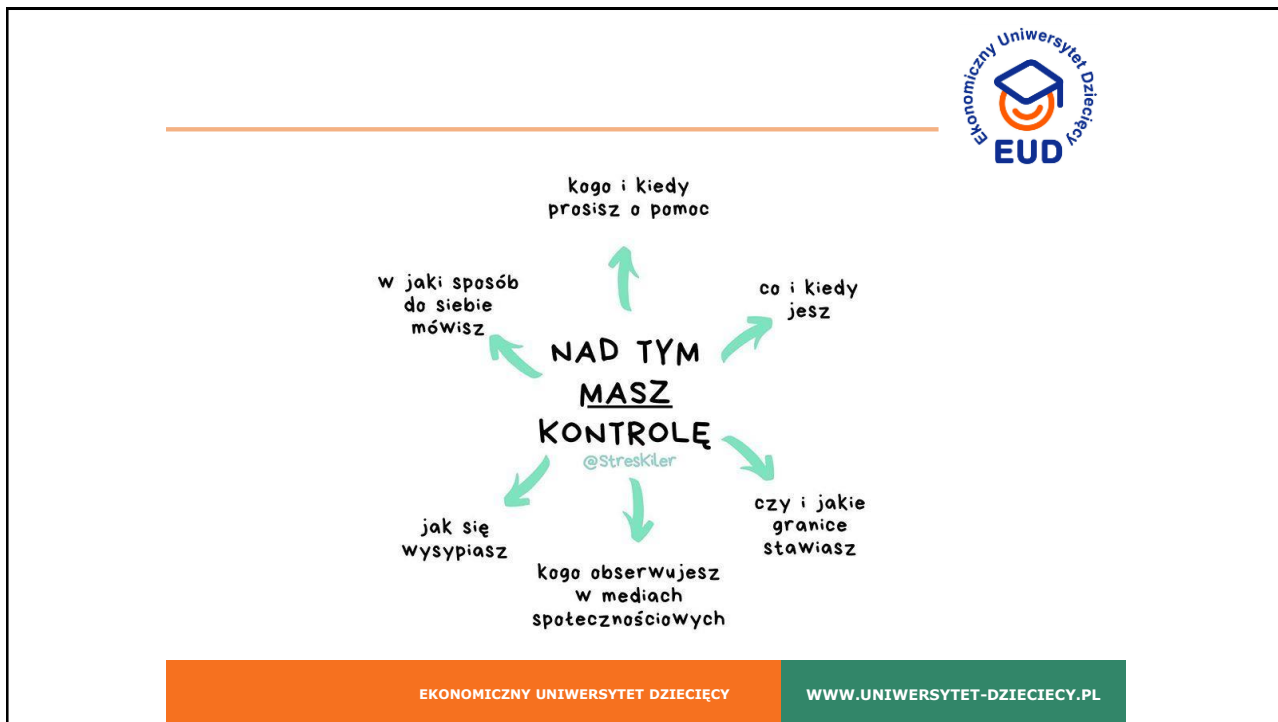 Ekonomiczny Uniwersytet Dziecięcy
EUD
kogo i kiedy
prosisz o pomoc
w jaki sposób
do siebie
mówisz
co i kiedy
jesz
NAD TYM
MASZ
KONTROLĘ
@StresKiler
jak się
wysypiasz
kogo obserwujesz
w mediach
społecznościowych
czy i jakie
granice
stawiasz
EKONOMICZNY UNIWERSYTET DZIECIĘCY
WWW.UNIWERSYTET-DZIECIECY.PL